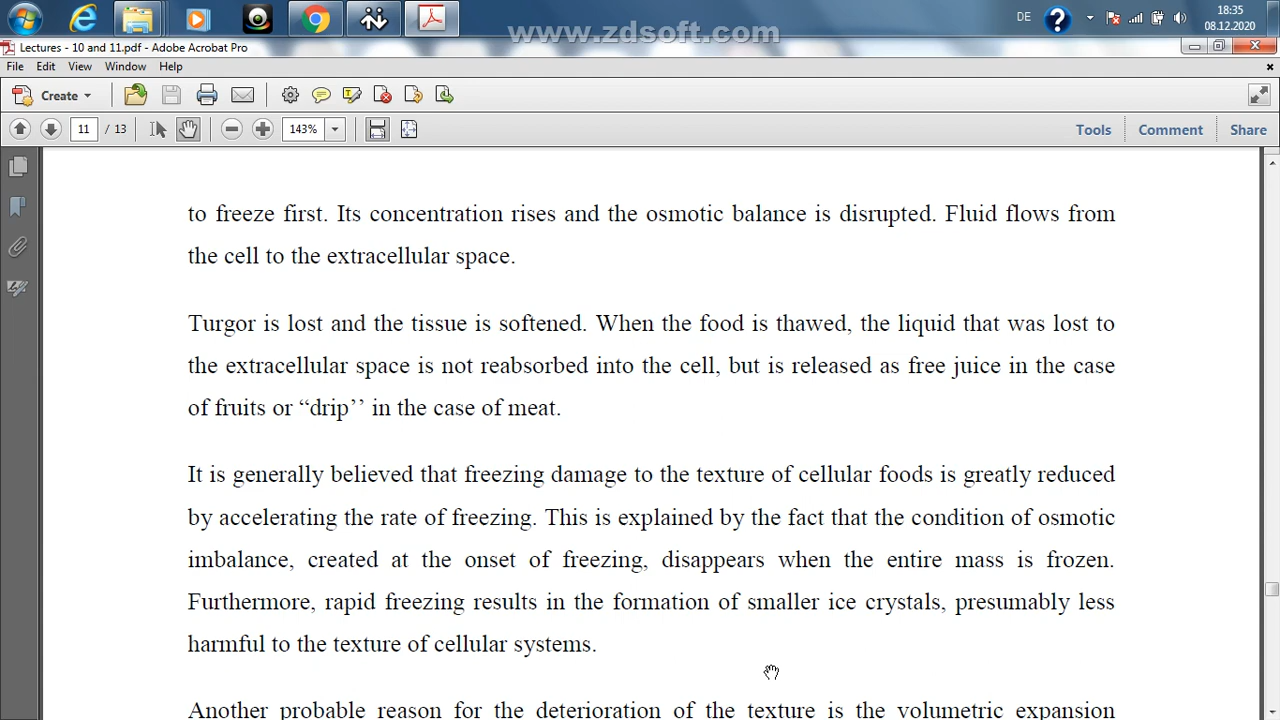 18:35
DE
08.12.2020
www.zdsoft.com
Lectures - 10 and 11.pdf - Adobe Acrobat Pro
File Edit View Window Help
Create
11 / 13 143% Tools Comment Share
to freeze first. Its concentration rises and the osmotic balance is disrupted. Fluid flows from
the cell to the extracellular space.
Turgor is lost and the tissue is softened. When the food is thawed, the liquid that was lost to
the extracellular space is not reabsorbed into the cell, but is released as free juice in the case
of fruits or “drip’’ in the case of meat.
It is generally believed that freezing damage to the texture of cellular foods is greatly reduced
by accelerating the rate of freezing. This is explained by the fact that the condition of osmotic
imbalance, created at the onset of freezing, disappears when the entire mass is frozen.
Furthermore, rapid freezing results in the formation of smaller ice crystals, presumably less
harmful to the texture of cellular systems.
Another probable reason for the deterioration of the texture is the volumetric expansion